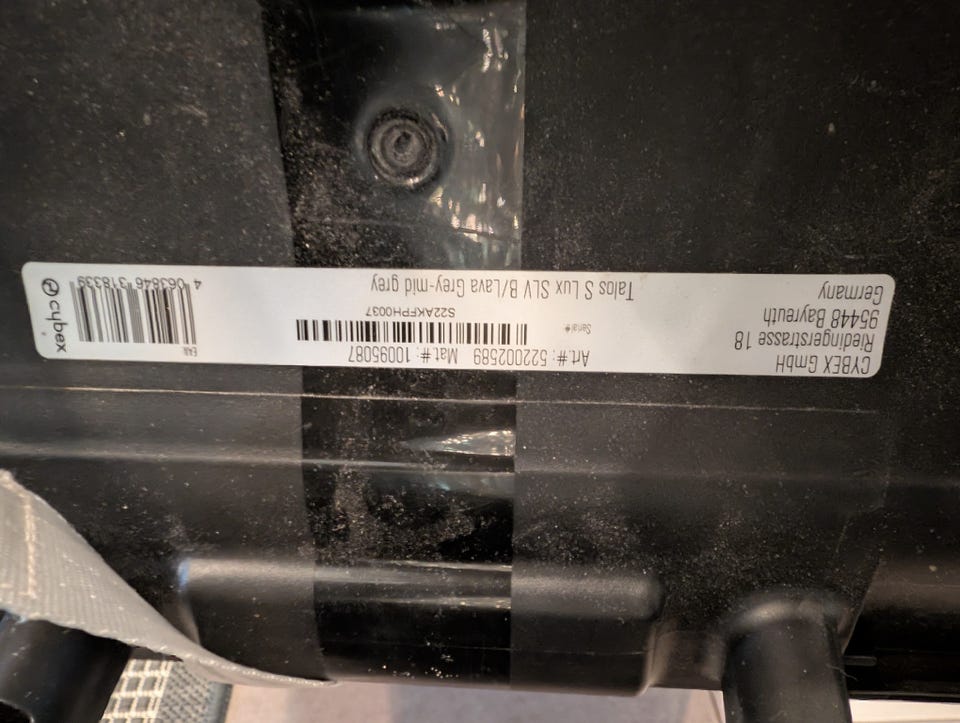 CYBEX GmbH
Riedingerstrasse 18
95448 Bayreuth
Germany
Art.#: 522002589 Mat.#: 10095087
Serial#
S22AKFPH0037
Talos S Lux SLV B/Lava Grey-mid grey
EAN
4 063846 318339
cybex